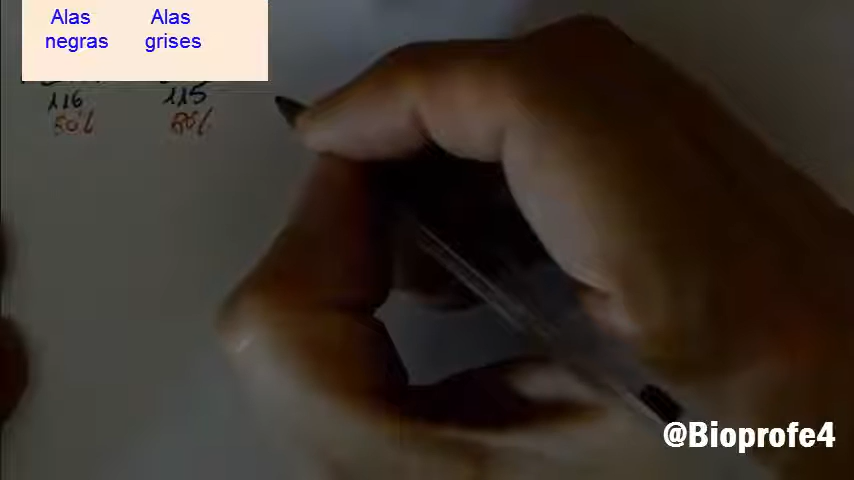 Alas Alas
negras grises
116 115
50% 50%
@Bioprofe4